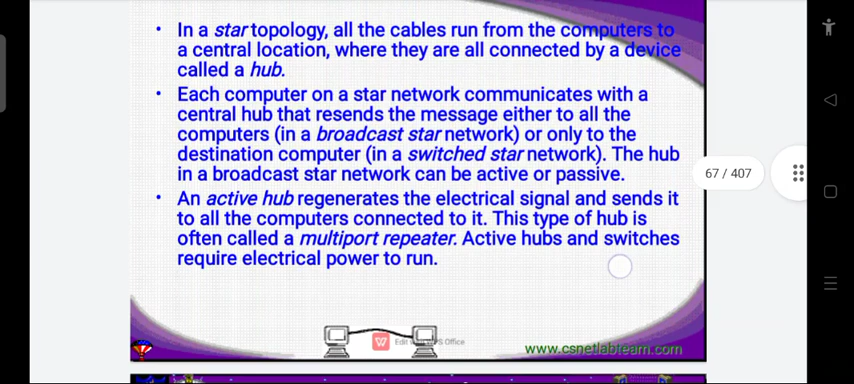 • In a star topology, all the cables run from the computers to
a central location, where they are all connected by a device
called a hub.
• Each computer on a star network communicates with a
central hub that resends the message either to all the
computers (in a broadcast star network) or only to the
destination computer (in a switched star network). The hub
in a broadcast star network can be active or passive.
67 / 407
• An active hub regenerates the electrical signal and sends it
to all the computers connected to it. This type of hub is
often called a multiport repeater. Active hubs and switches
require electrical power to run.
W Edit with WPS Office
www.csnetlabteam.com